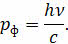 p_ф = hν/c.